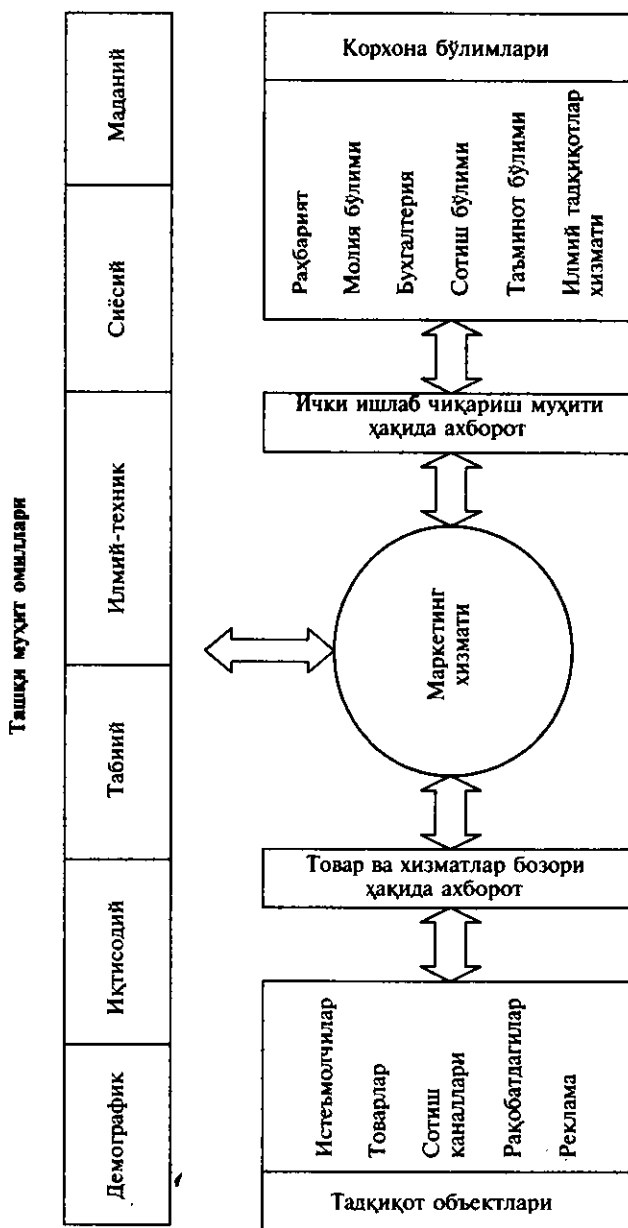 Ташқи муҳит омиллари
Демографик
Иқтисодий
Табиий
Илмий-техник
Сиёсий
Маданий
Корхона бўлимлари
Раҳбарият
Молия бўлими
Бухгалтерия
Сотиш бўлими
Таъминот бўлими
Илмий тадқиқотлар
хизмати
Ички ишлаб чиқариш муҳити
ҳақида ахборот
Маркетинг
хизмати
Товар ва хизматлар бозори
ҳақида ахборот
Истеъмолчилар
Товарлар
Сотиш
каналлари
Рақобатдагилар
Реклама
Тадқиқот объектлари